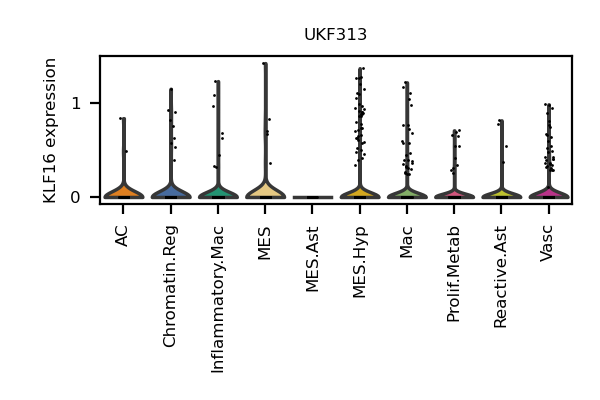 UKF313
KLF16 expression
1
0
AC
Chromatin.Reg
Inflammatory.Mac
MES
MES.Ast
MES.Hyp
Mac
Prolif.Metab
Reactive.Ast
Vasc